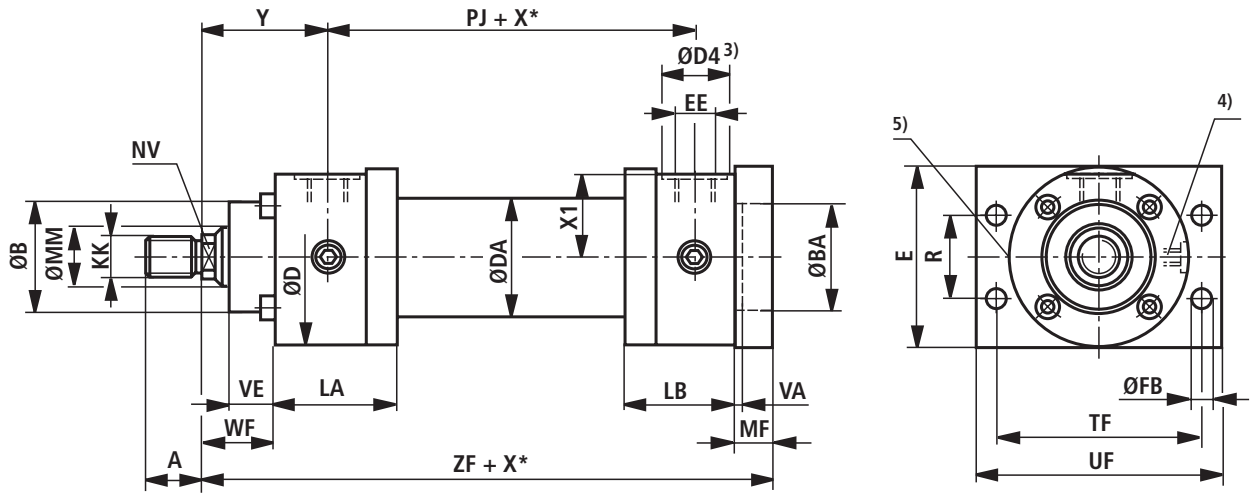 Y
PJ + X*
ØD4 3)
EE
5)
4)
NV
ØB
ØMM
KK
ØD
ØDA
X1
ØBA
E
R
VE
LA
LB
VA
ØFB
WF
MF
TF
A
ZF + X*
UF